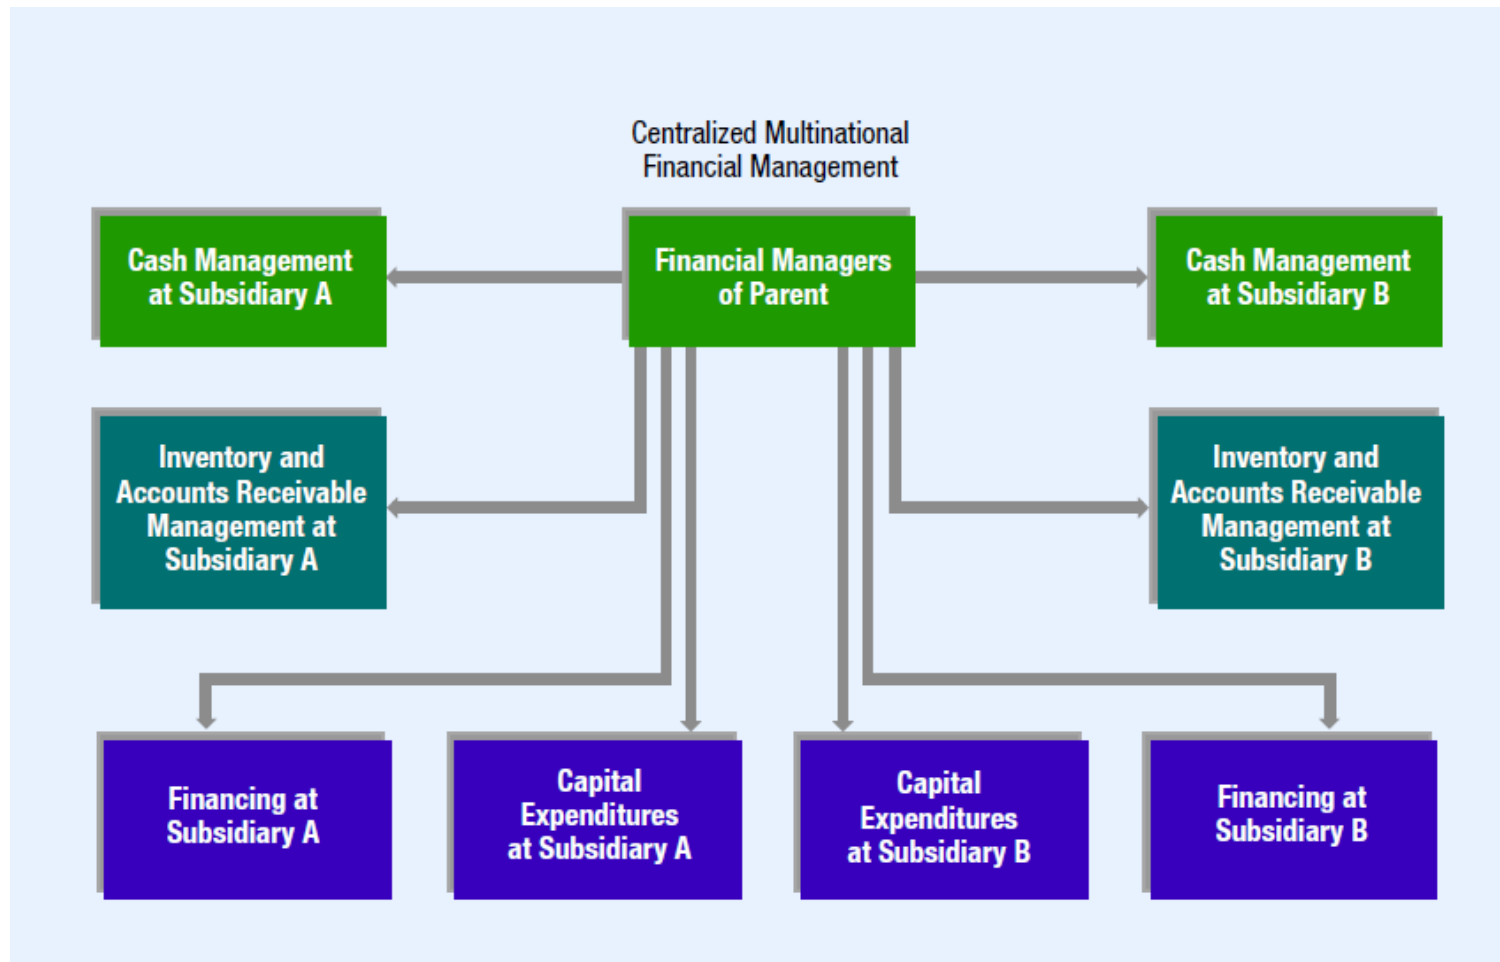 Centralized Multinational
Financial Management
Cash Management
at Subsidiary A
Financial Managers
of Parent
Cash Management
at Subsidiary B
Inventory and
Accounts Receivable
Management at
Subsidiary A
Inventory and
Accounts Receivable
Management at
Subsidiary B
Financing at
Subsidiary A
Capital
Expenditures
at Subsidiary A
Capital
Expenditures
at Subsidiary B
Financing at
Subsidiary B